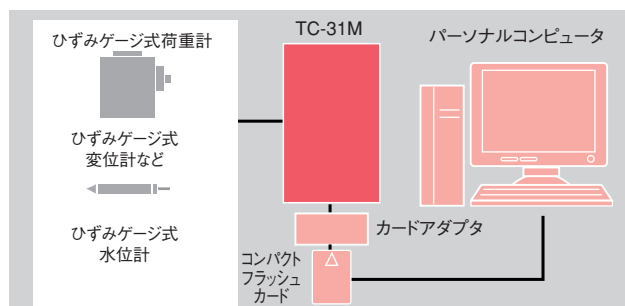 ひずみゲージ式荷重計
ひずみゲージ式
変位計など
ひずみゲージ式
水位計
TC-31M
パーソナルコンピュータ
カードアダプタ
コンパクト
フラッシュ
カード